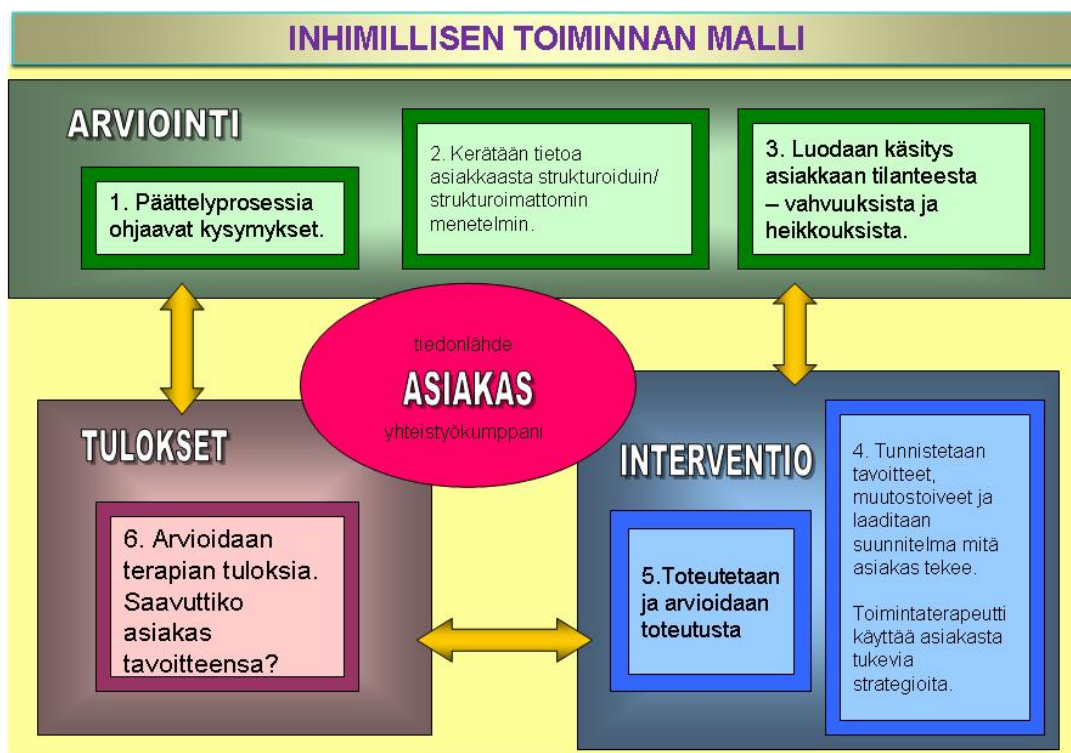 INHIMILLISEN TOIMINNAN MALLI
ARVIOINTI
1. Päättelyprosessia
ohjaavat kysymykset.
2. Kerätään tietoa
asiakkaasta strukturoiduin/
strukturoimattomin
menetelmin.
3. Luodaan käsitys
asiakkaan tilanteesta
– vahvuuksista ja
heikkouksista.
tiedonlähde
ASIAKAS
yhteistyökumppani
TULOKSET
6. Arvioidaan
terapian tuloksia.
Saavuttiko
asiakas
tavoitteensa?
INTERVENTIO
5.Toteutetaan
ja arvioidaan
toteutusta
4. Tunnistetaan
tavoitteet,
muutostoiveet ja
laaditaan
suunnitelma mitä
asiakas tekee.
Toimintaterapeutti
käyttää asiakasta
tukevia
strategioita.